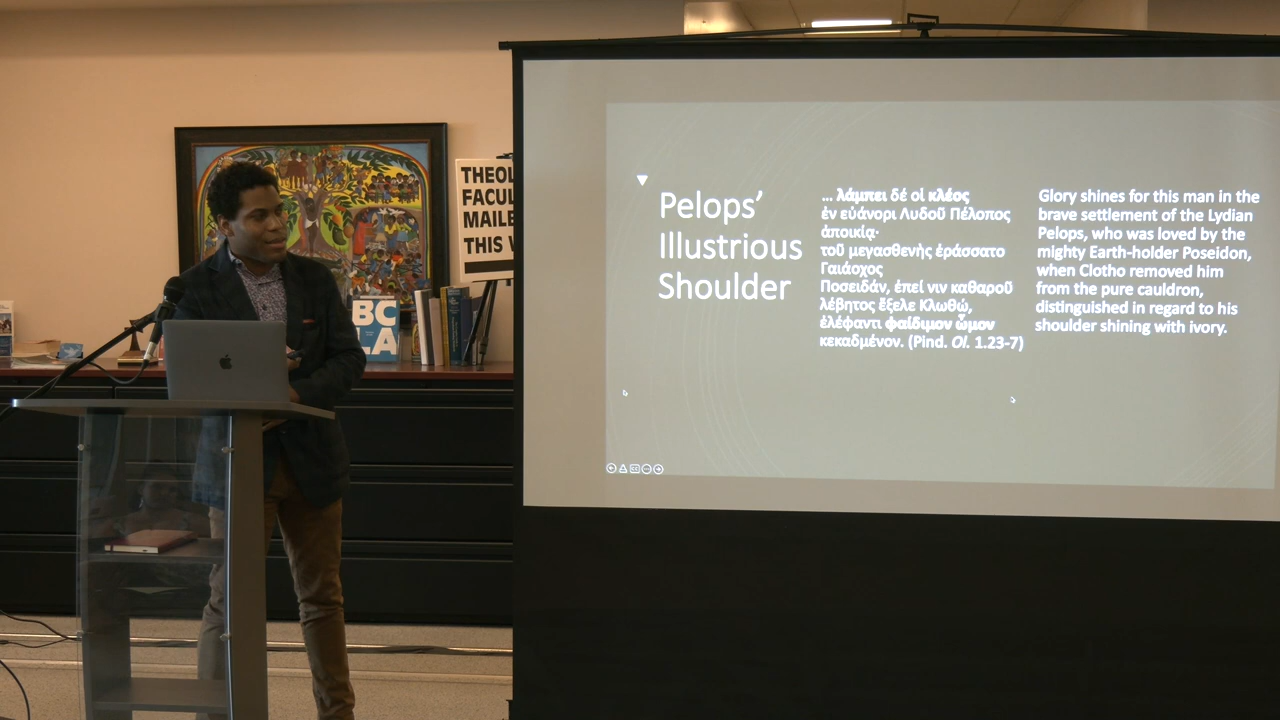 THEOL
FACUL
MAILE
THIS W
BC
LA
Pelops’
Illustrious
Shoulder
... λάμπει δέ οἱ κλέος
ἐν εὐάνορι Λυδοῦ Πέλοπος
ἀποικίᾳ·
τοῦ μεγασθενὴς ἐράσσατο
Γαιάοχος
Ποσειδάν, ἐπεί νιν καθαροῦ
λέβητος ἔξελε Κλωθώ,
ἐλέφαντι φαίδιμον ὦμον
κεκαδμένον. (Pind. Ol. 1.23-7)
Glory shines for this man in the
brave settlement of the Lydian
Pelops, who was loved by the
mighty Earth-holder Poseidon,
when Clotho removed him
from the pure cauldron,
distinguished in regard to his
shoulder shining with ivory.